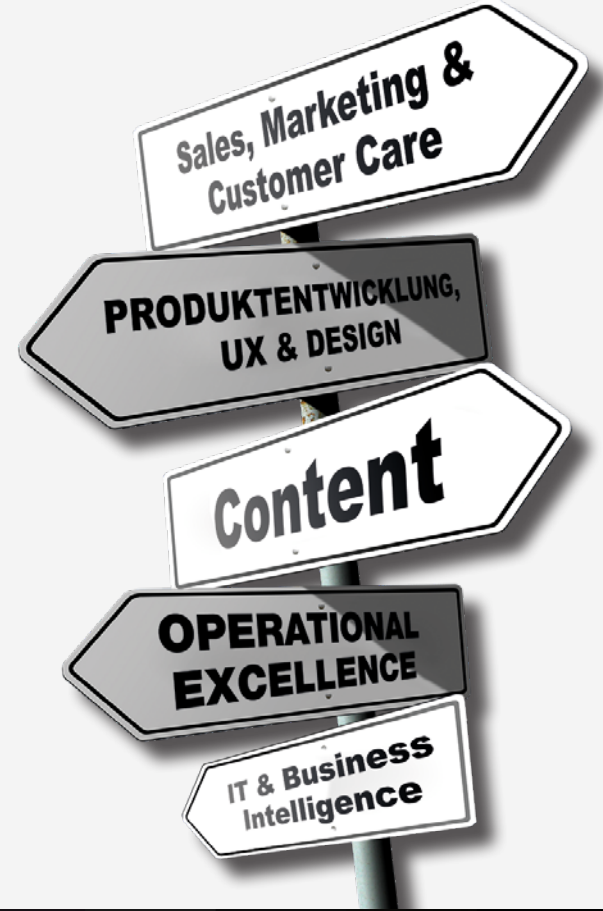 Sales, Marketing &
Customer Care
PRODUKTENTWICKLUNG,
UX & DESIGN
Content
OPERATIONAL
EXCELLENCE
IT & Business
Intelligence